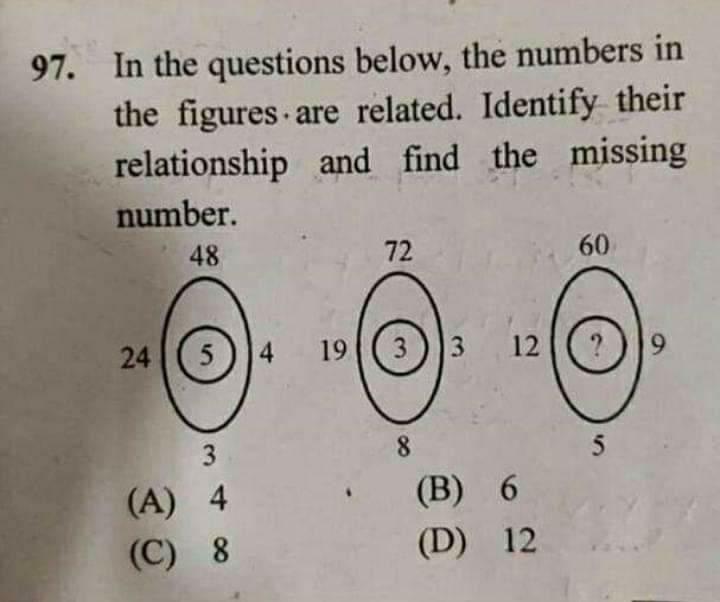 97. In the questions below, the numbers in
the figures are related. Identify their
relationship and find the missing
number.
48 72 60
24 5 4 19 3 3 12 ? 9
3 8 5
(A) 4 (B) 6
(C) 8 (D) 12